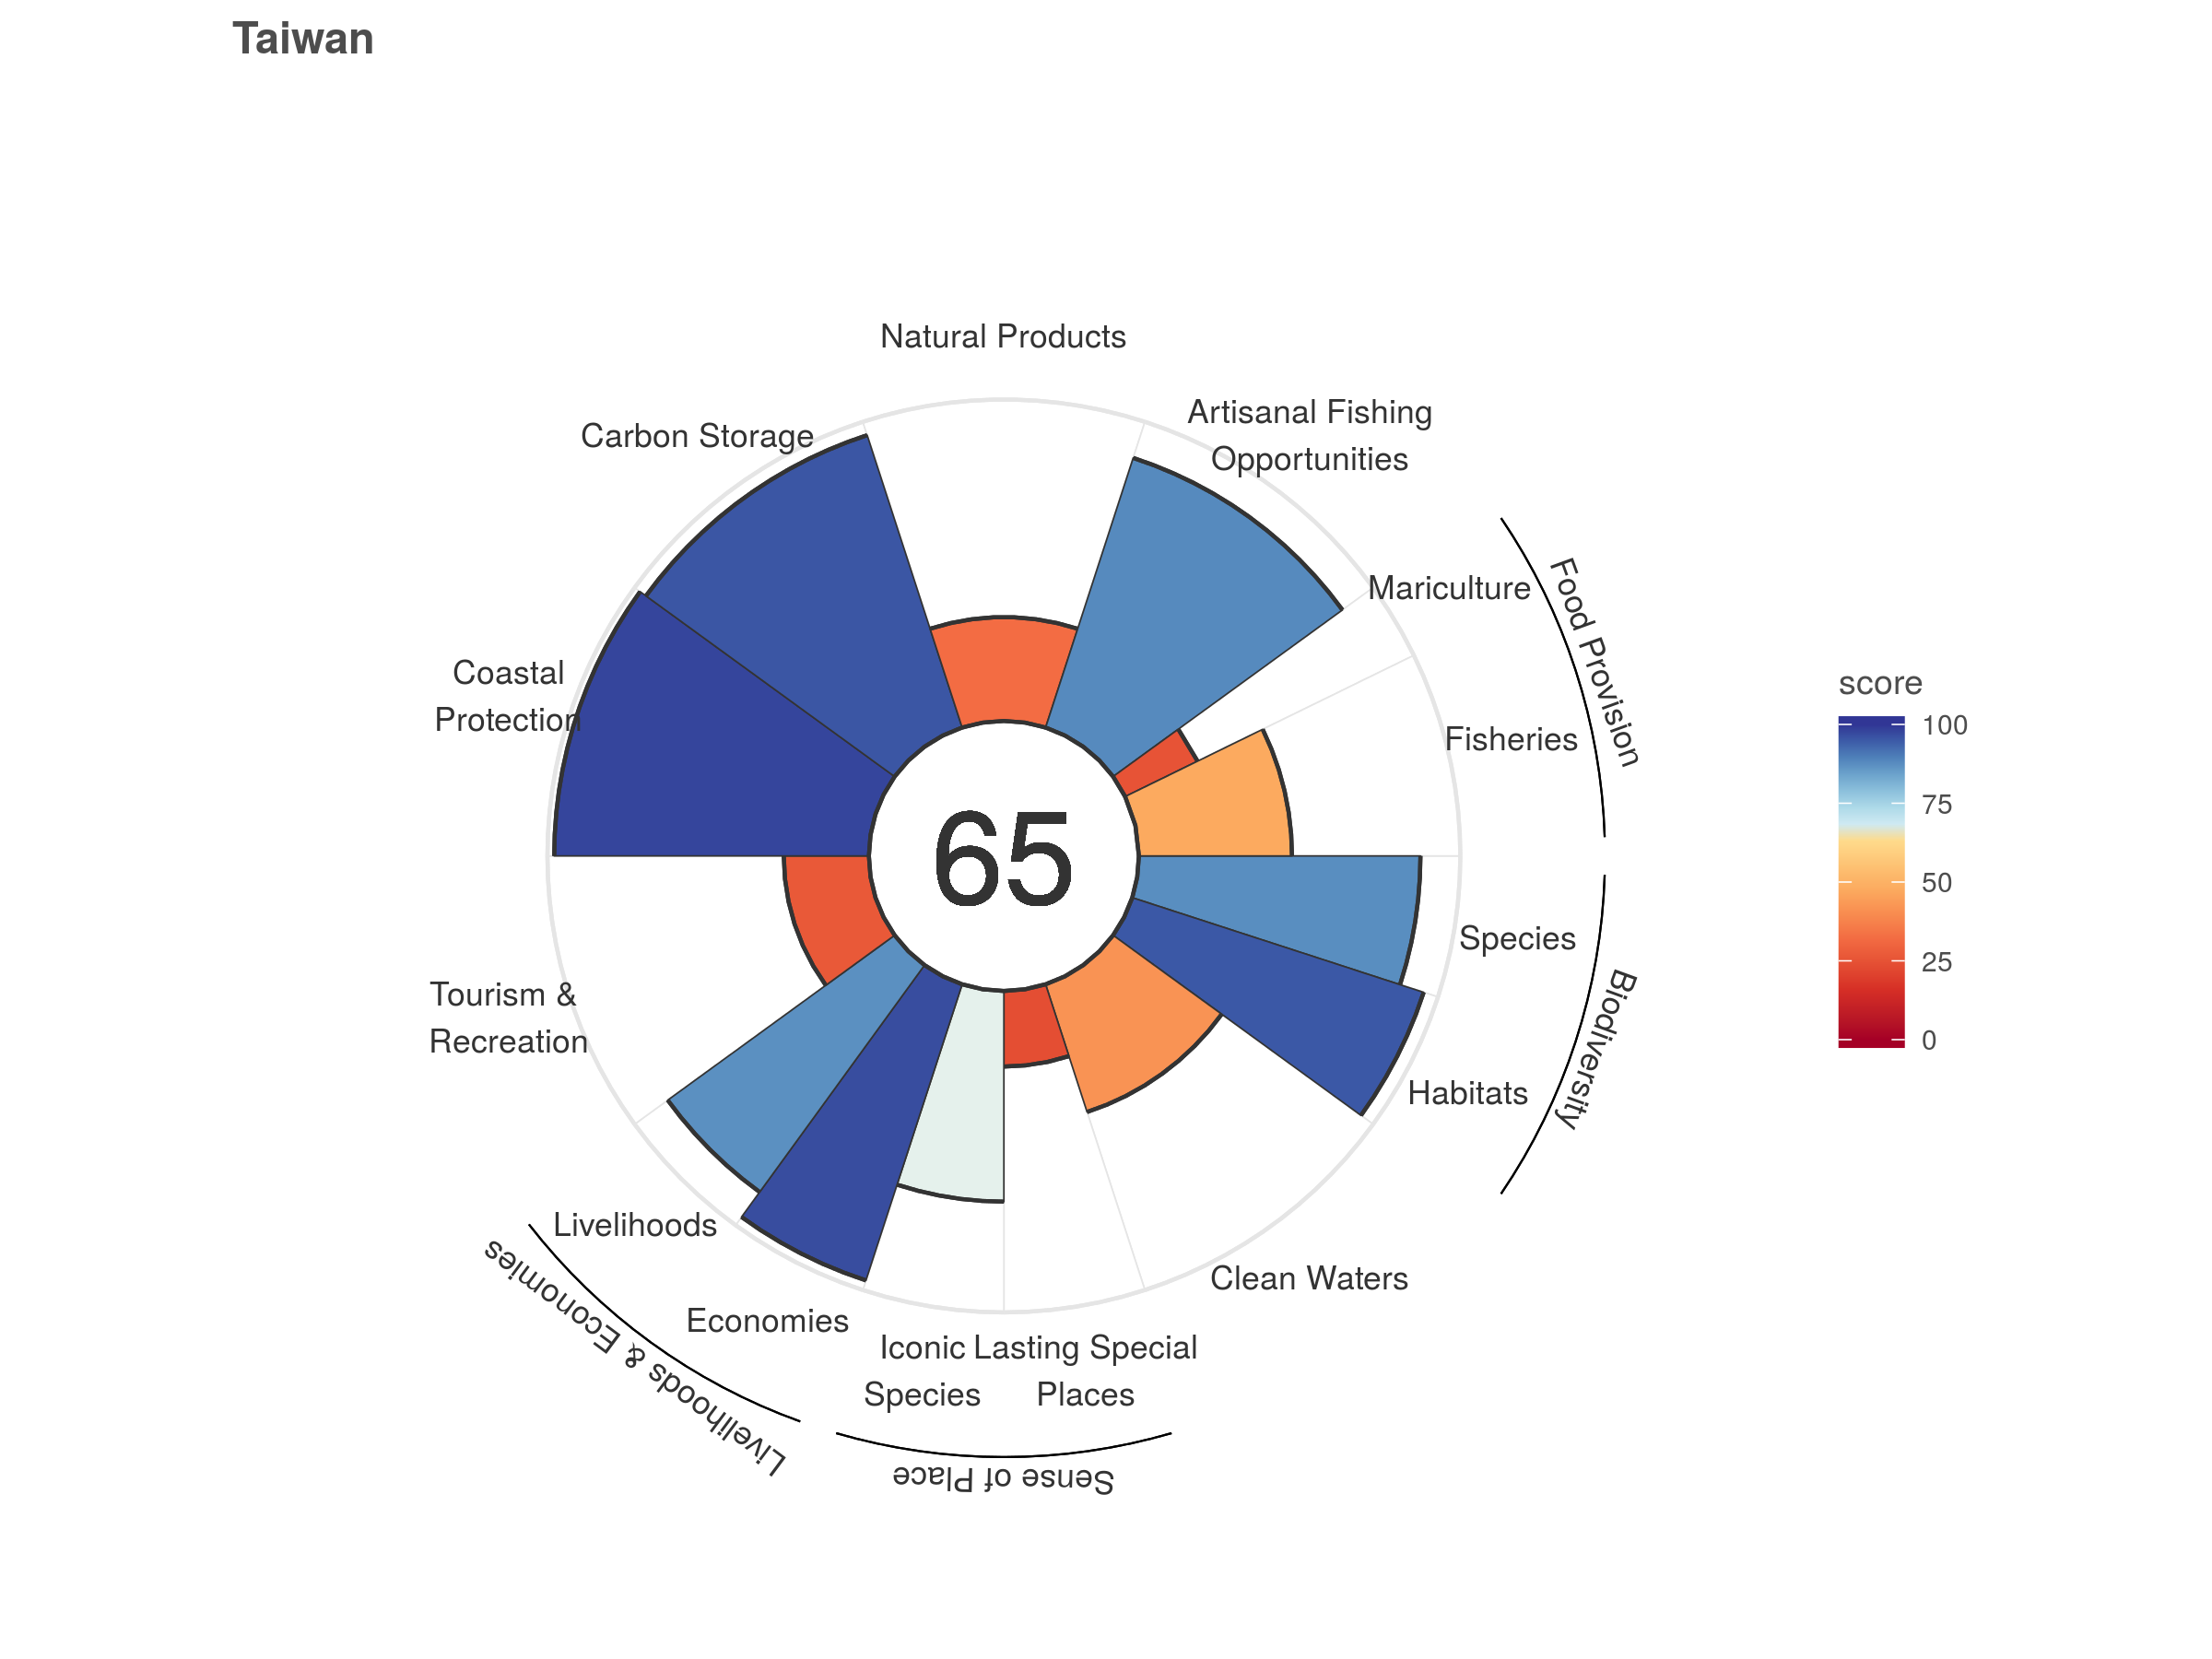 Taiwan
Natural Products
Artisanal Fishing
Opportunities
Carbon Storage
Mariculture
Food Provision
Coastal
Protection
Fisheries
65
score
100
75
50
25
0
Species
Biodiversity
Tourism &
Recreation
Habitats
Livelihoods
Clean Waters
Livelihoods & Economies
Economies
Iconic
Species
Lasting Special
Places
Sense of Place